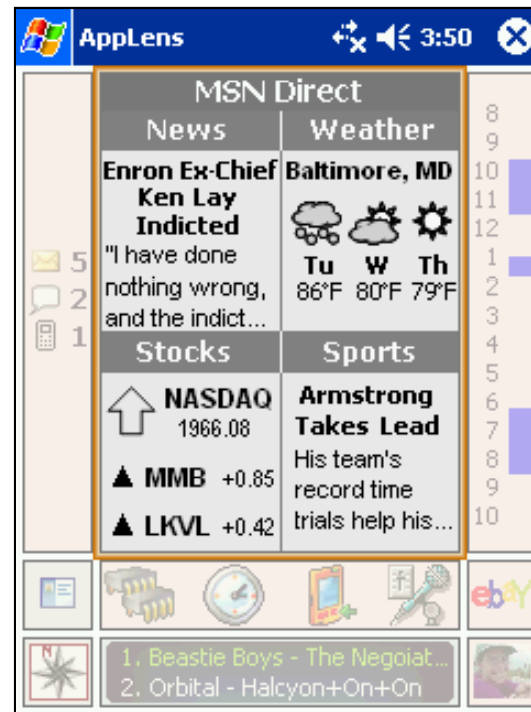 AppLens 3:50
MSN Direct
News
Enron Ex-Chief
Ken Lay
Indicted
"I have done
nothing wrong,
and the indict...
Weather
Baltimore, MD
Tu W Th
86°F 80°F 79°F
Stocks
NASDAQ
1966.08
MMB +0.85
LKVL +0.42
Sports
Armstrong
Takes Lead
His team's
record time
trials help his...
5
2
1
8
9
10
11
12
1
2
3
4
5
6
7
8
9
10
ebaY
N
1. Beastie Boys - The Negoiat...
2. Orbital - Halcyon+On+On